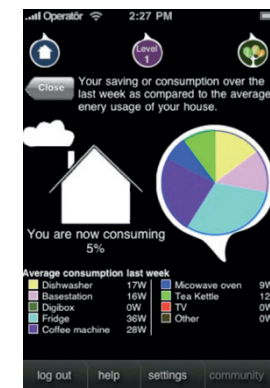 Operatör 2:27 PM
Level
1
Close
Your saving or consumption over the
last week as compared to the average
enery usage of your house.
You are now consuming
5%
Average consumption last week
Dishwasher 17W
Basestation 16W
Digibox 0W
Fridge 36W
Coffee machine 28W
Micowave oven 9W
Tea Kettle 12
TV 0W
Other 0W
log out help settings community